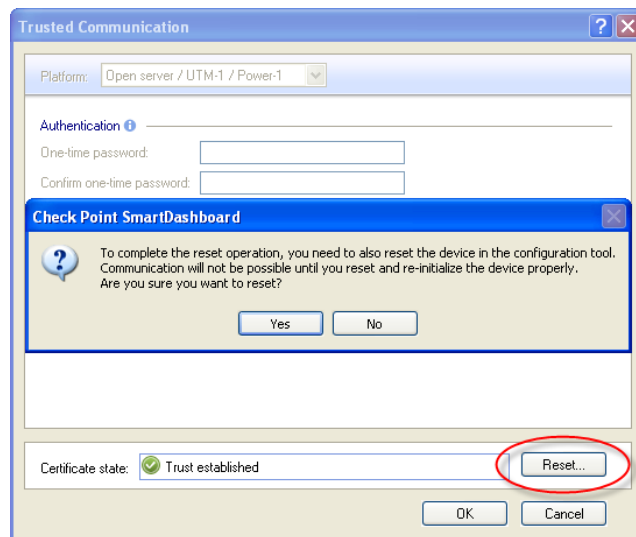 Trusted Communication
Platform: Open server / UTM-1 / Power-1
Authentication
One-time password:
Confirm one-time password:
Check Point SmartDashboard
To complete the reset operation, you need to also reset the device in the configuration tool.
Communication will not be possible until you reset and re-initialize the device properly.
Are you sure you want to reset?
Yes No
Certificate state: Trust established Reset...
OK Cancel